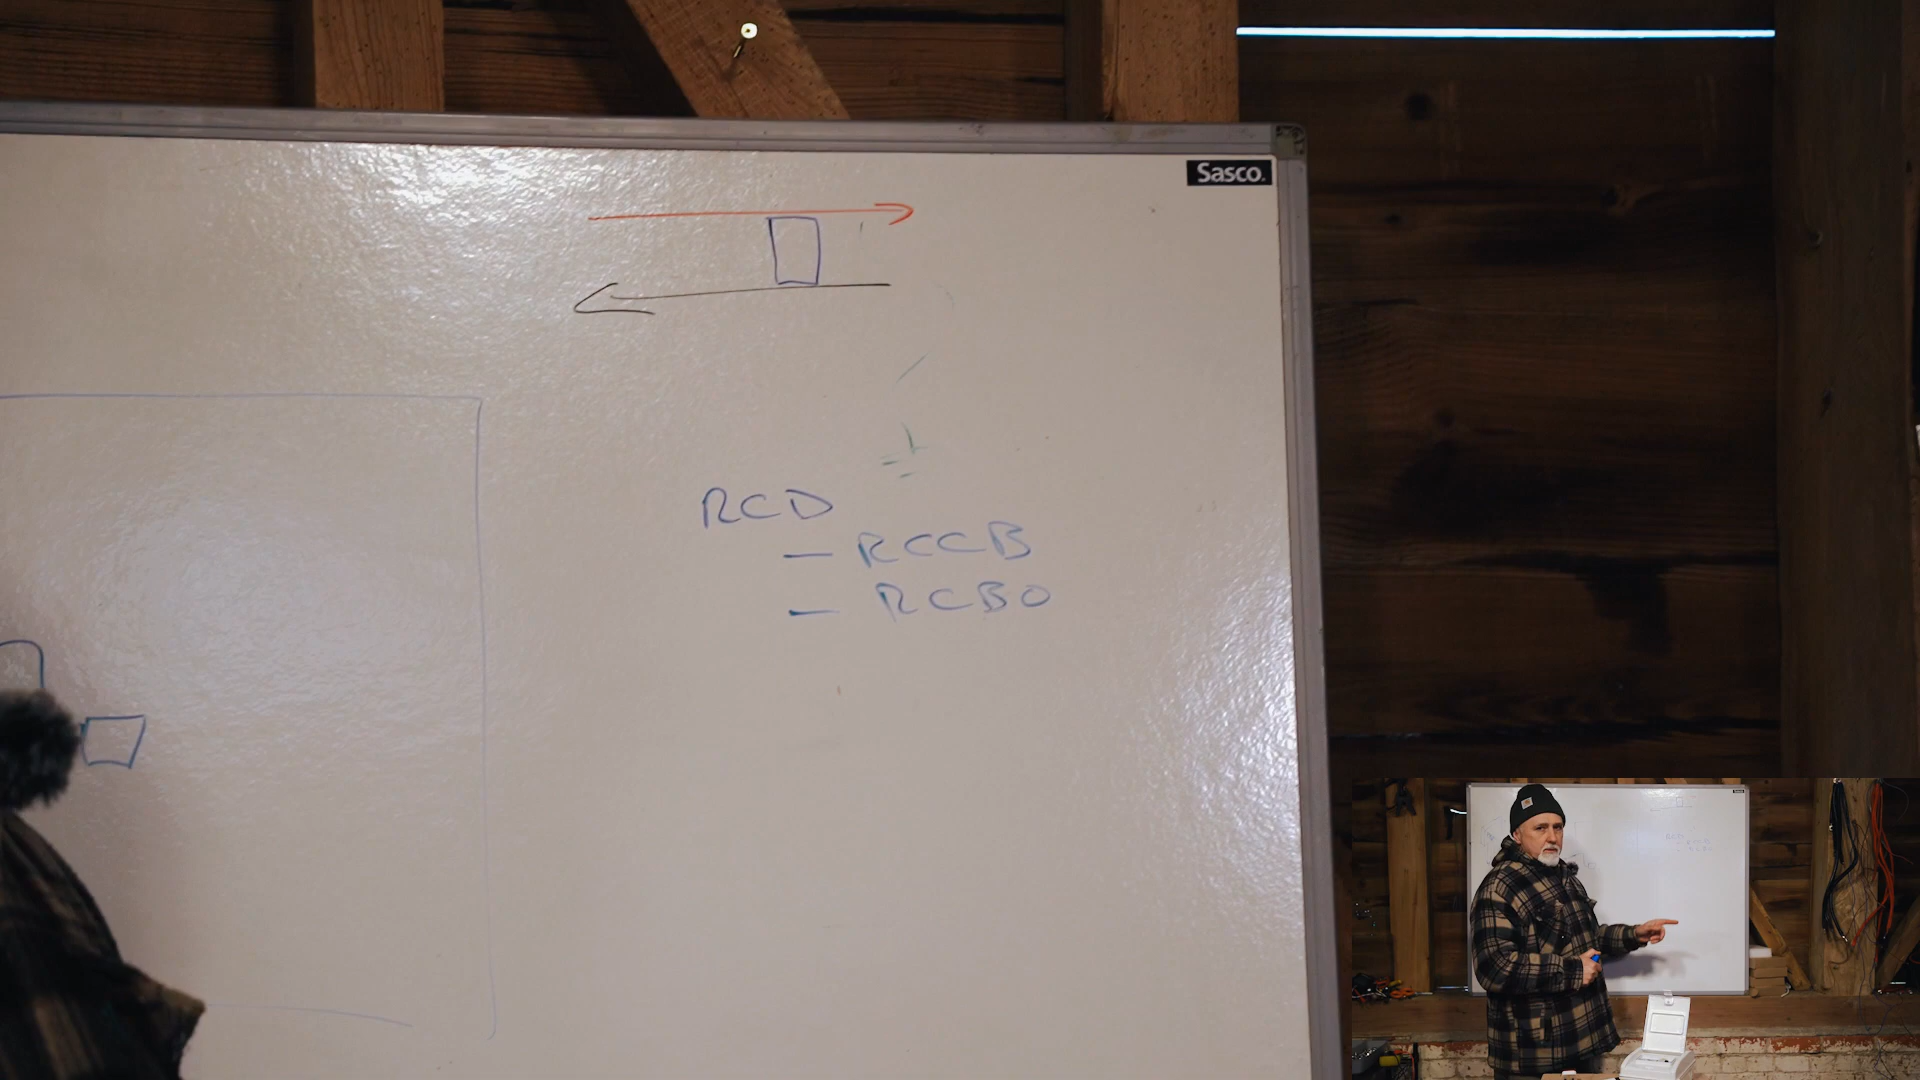 Sasco.
RCD
– RCCB
– RCBO